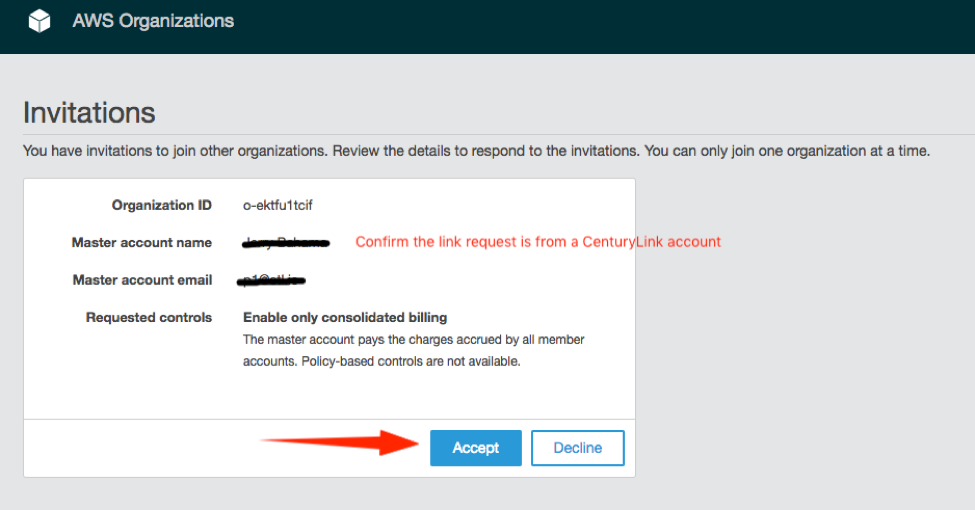 AWS Organizations
Invitations
You have invitations to join other organizations. Review the details to respond to the invitations. You can only join one organization at a time.
Organization ID o-ektfu1tcif
Master account name Confirm the link request is from a CenturyLink account
Master account email
Requested controls Enable only consolidated billing
The master account pays the charges accrued by all member
accounts. Policy-based controls are not available.
Accept Decline